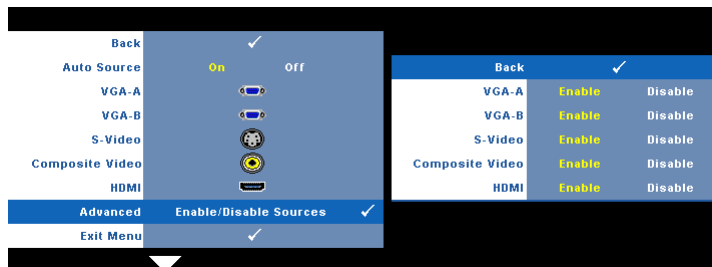 Back
Auto Source On Off
VGA-A
VGA-B
S-Video
Composite Video
HDMI
Advanced Enable/Disable Sources
Exit Menu
Back
VGA-A Enable Disable
VGA-B Enable Disable
S-Video Enable Disable
Composite Video Enable Disable
HDMI Enable Disable